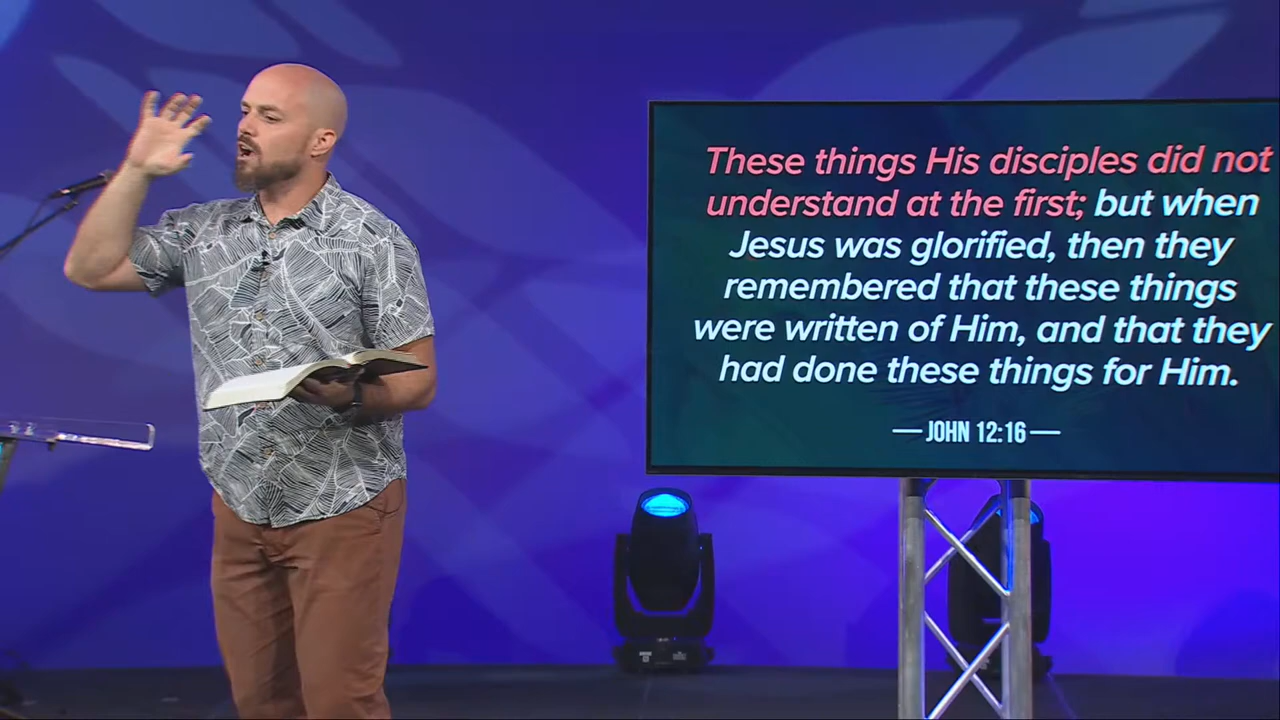 These things His disciples did not
understand at the first; but when
Jesus was glorified, then they
remembered that these things
were written of Him, and that they
had done these things for Him.
— JOHN 12:16 —